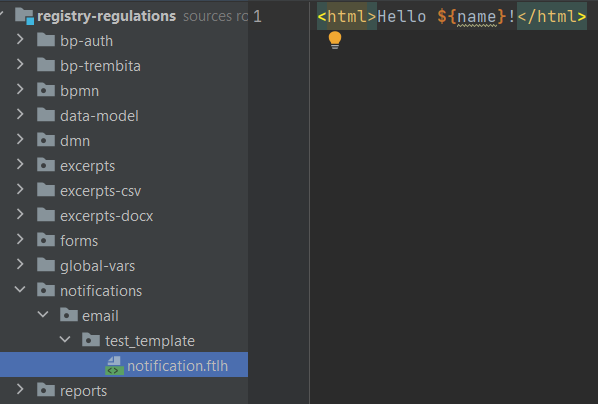 registry-regulations sources ro
bp-auth
bp-trembita
bpmn
data-model
dmn
excerpts
excerpts-csv
excerpts-docx
forms
global-vars
notifications
email
test_template
notification.ftlh
reports
1 <html>Hello ${name}!</html>